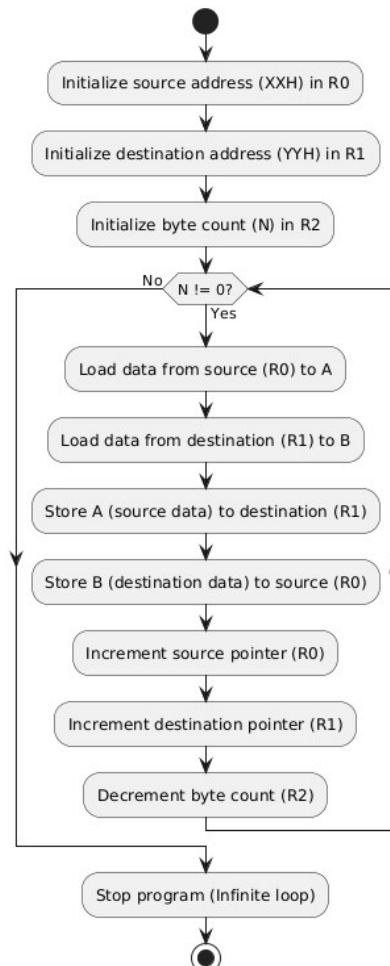 Initialize source address (XXH) in R0
Initialize destination address (YYH) in R1
Initialize byte count (N) in R2
No
N != 0?
Yes
Load data from source (R0) to A
Load data from destination (R1) to B
Store A (source data) to destination (R1)
Store B (destination data) to source (R0)
Increment source pointer (R0)
Increment destination pointer (R1)
Decrement byte count (R2)
Stop program (Infinite loop)